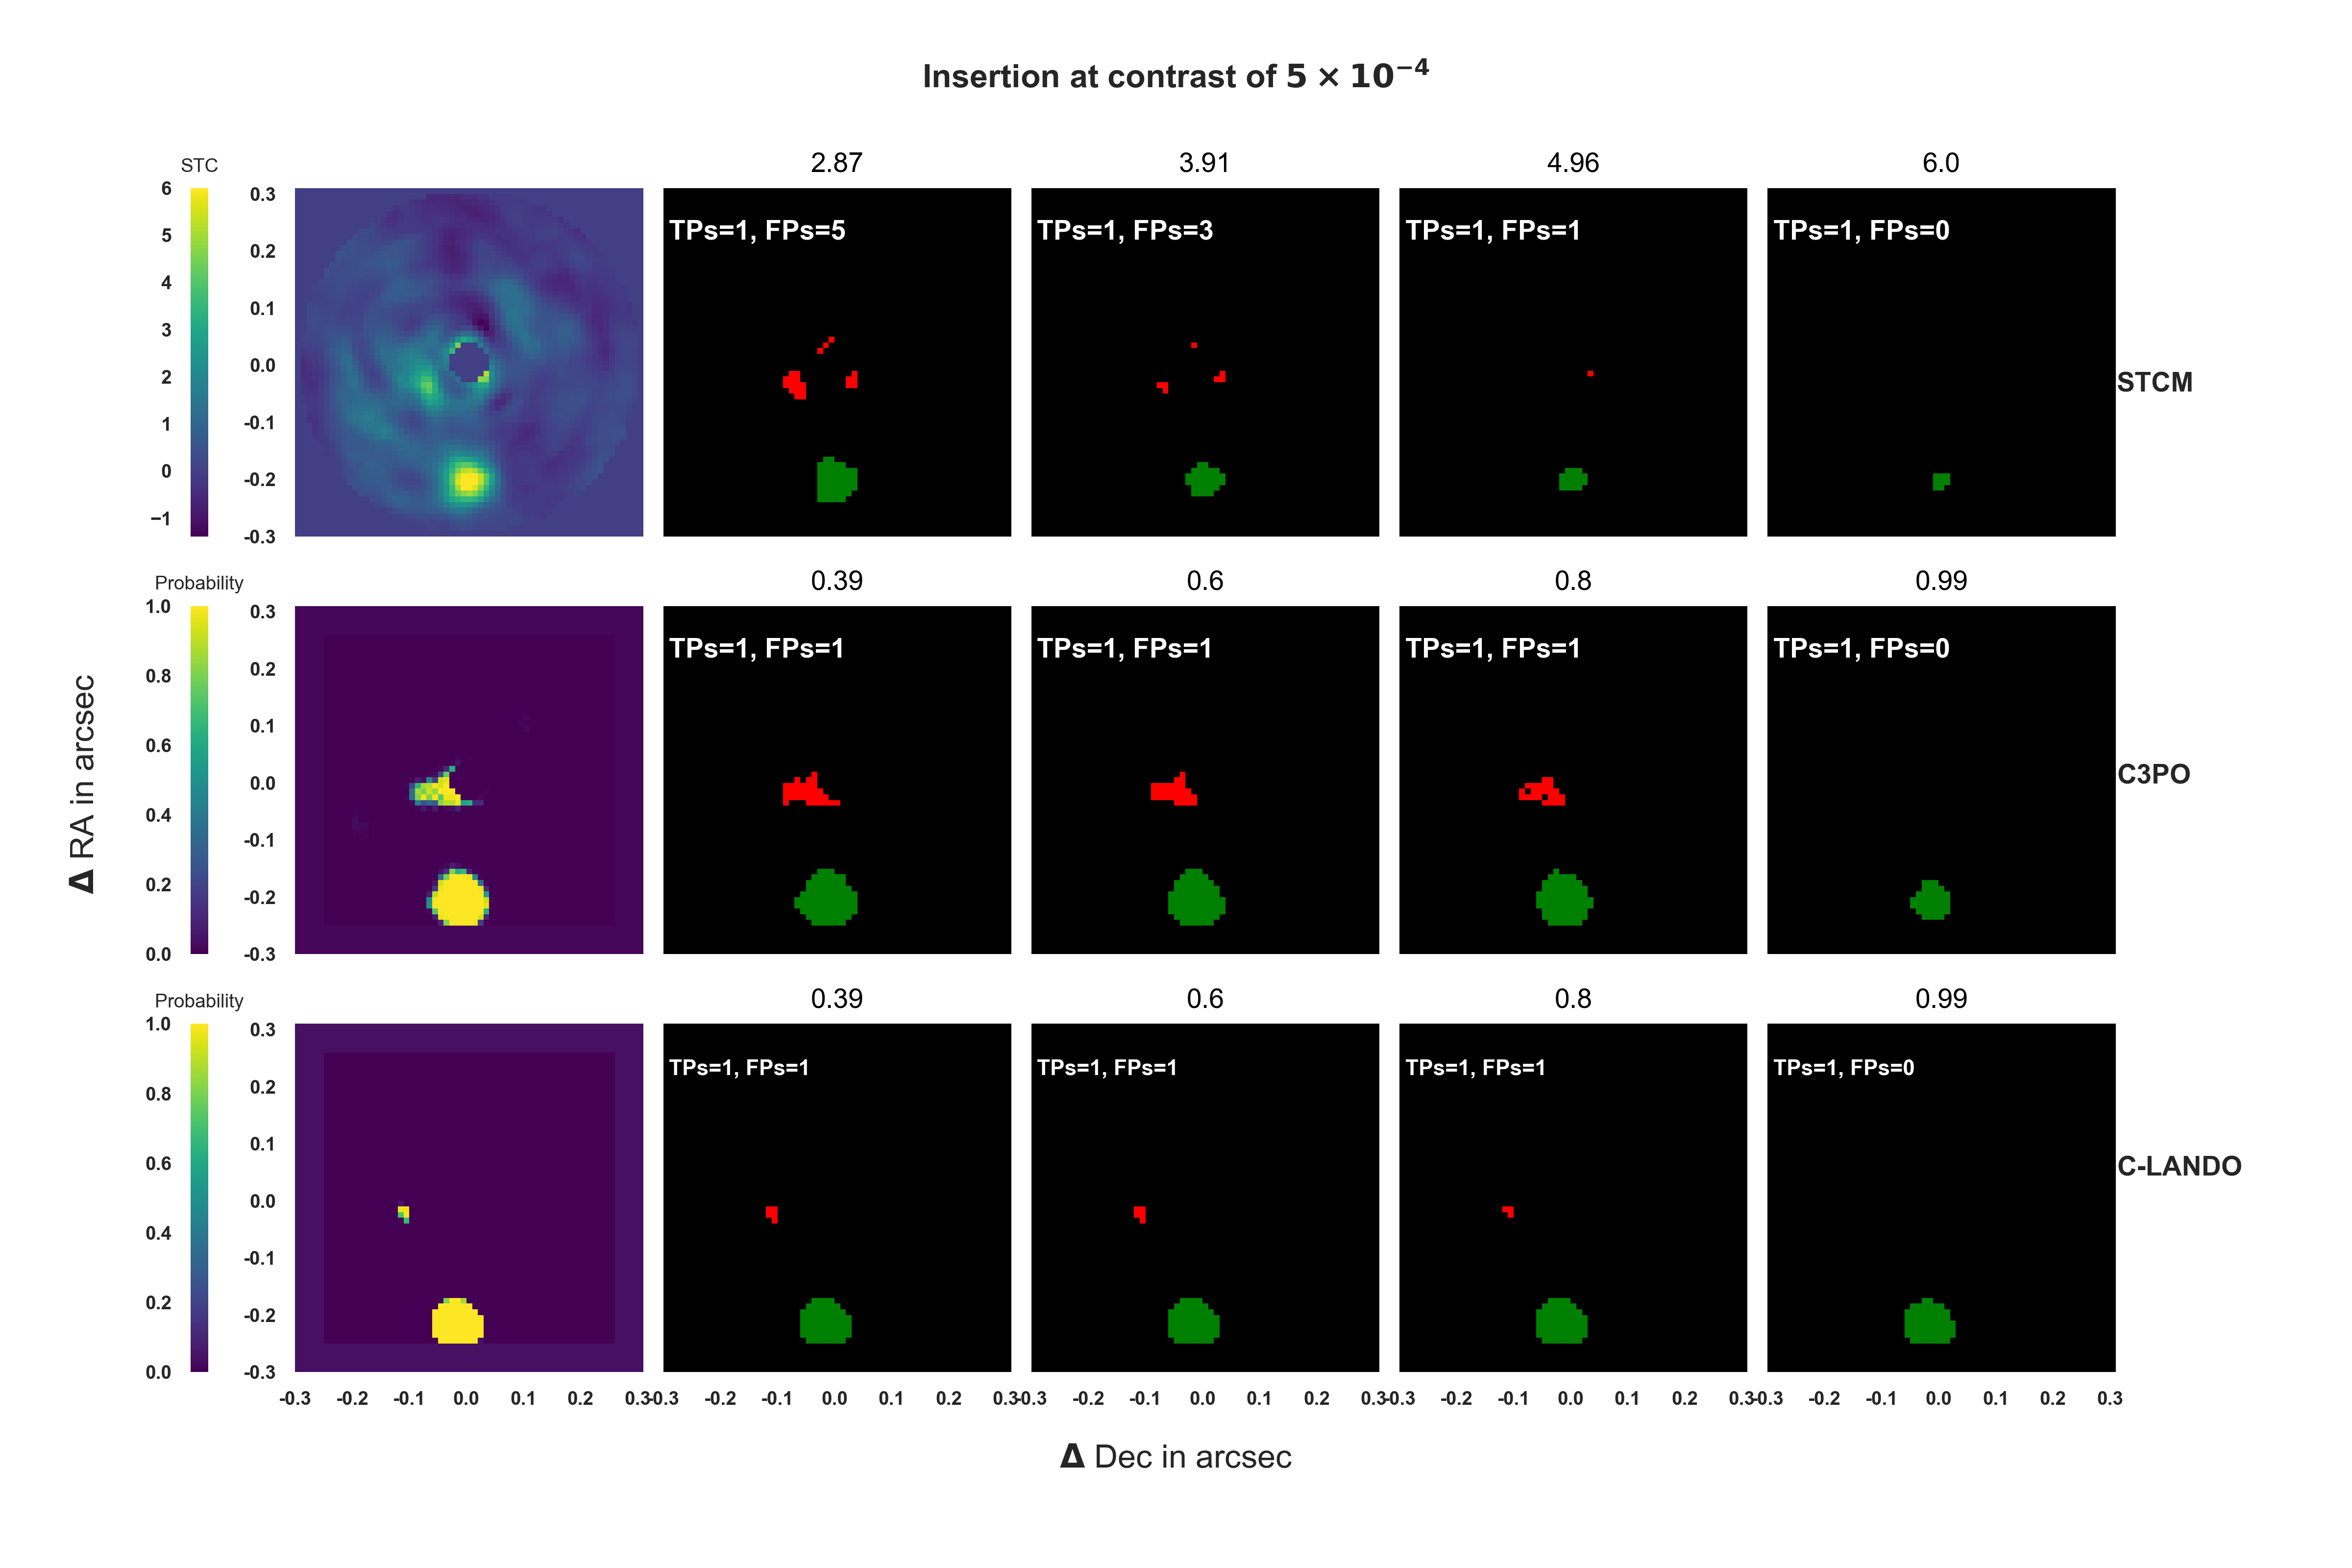 Insertion at contrast of 5 × 10⁻⁴
STC
2.87 3.91 4.96 6.0
6
5
4
3
2
1
0
−1
0.3
0.2
0.1
0.0
-0.1
-0.2
-0.3
TPs=1, FPs=5
TPs=1, FPs=3
TPs=1, FPs=1
TPs=1, FPs=0
STCM
Probability
0.39 0.6 0.8 0.99
1.0
0.8
0.6
0.4
0.2
0.0
0.3
0.2
0.1
0.0
-0.1
-0.2
-0.3
TPs=1, FPs=1
TPs=1, FPs=1
TPs=1, FPs=1
TPs=1, FPs=0
C3PO
Δ RA in arcsec
Probability
0.39 0.6 0.8 0.99
1.0
0.8
0.6
0.4
0.2
0.0
0.3
0.2
0.1
0.0
-0.1
-0.2
-0.3
TPs=1, FPs=1
TPs=1, FPs=1
TPs=1, FPs=1
TPs=1, FPs=0
C-LANDO
-0.3 -0.2 -0.1 0.0 0.1 0.2 0.3
-0.3 -0.2 -0.1 0.0 0.1 0.2 0.3
-0.3 -0.2 -0.1 0.0 0.1 0.2 0.3
-0.3 -0.2 -0.1 0.0 0.1 0.2 0.3
-0.3 -0.2 -0.1 0.0 0.1 0.2 0.3
Δ Dec in arcsec